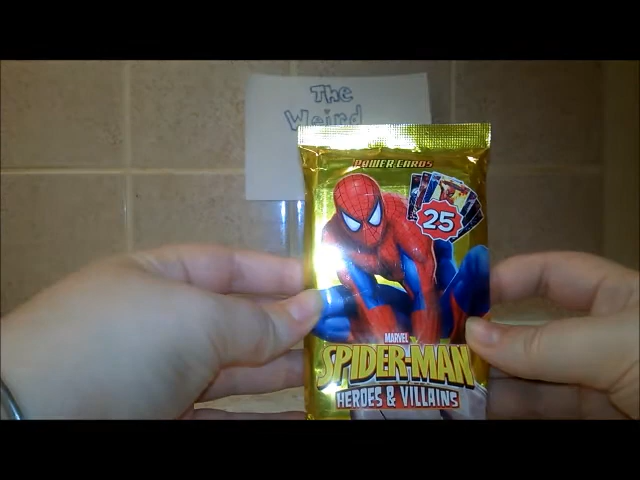 The
Weird
POWER CARDS
25
MARVEL
SPIDER-MAN
HEROES & VILLAINS